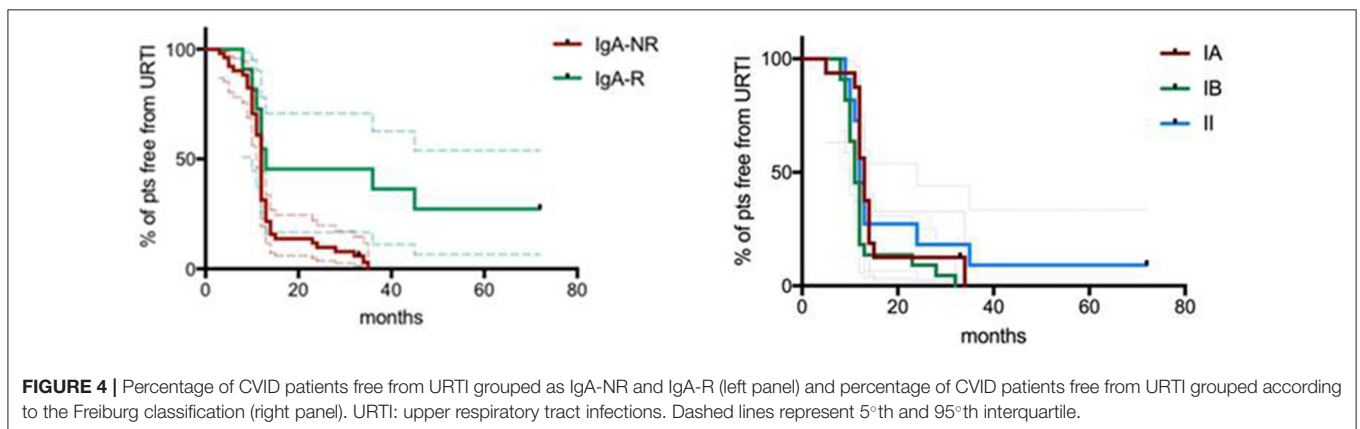 % of pts free from URTI
100
50
0
0 20 40 60 80
months
IgA-NR
IgA-R
% of pts free from URTI
100
50
0
0 20 40 60 80
months
IA
IB
II
FIGURE 4 | Percentage of CVID patients free from URTI grouped as IgA-NR and IgA-R (left panel) and percentage of CVID patients free from URTI grouped according
to the Freiburg classification (right panel). URTI: upper respiratory tract infections. Dashed lines represent 5°th and 95°th interquartile.